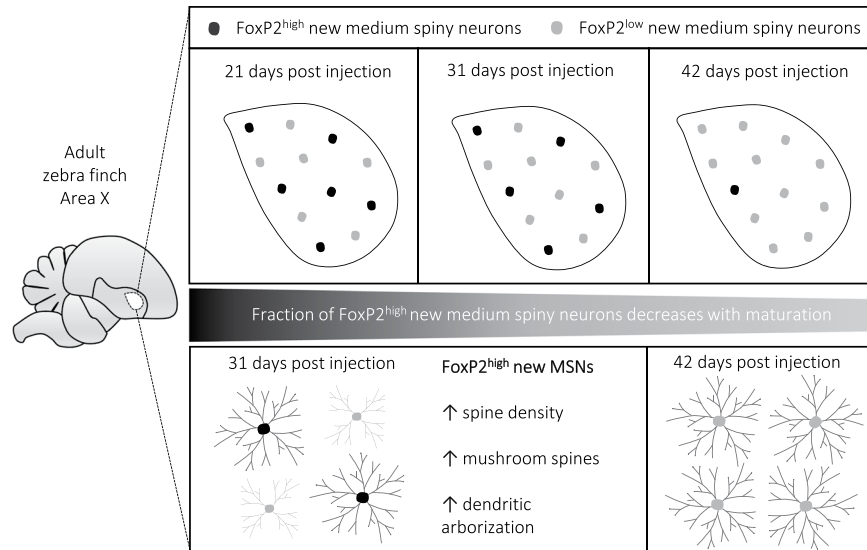 FoxP2high new medium spiny neurons
FoxP2low new medium spiny neurons
21 days post injection
31 days post injection
42 days post injection
Adult
zebra finch
Area X
Fraction of FoxP2high new medium spiny neurons decreases with maturation
31 days post injection
FoxP2high new MSNs
↑ spine density
↑ mushroom spines
↑ dendritic
arborization
42 days post injection